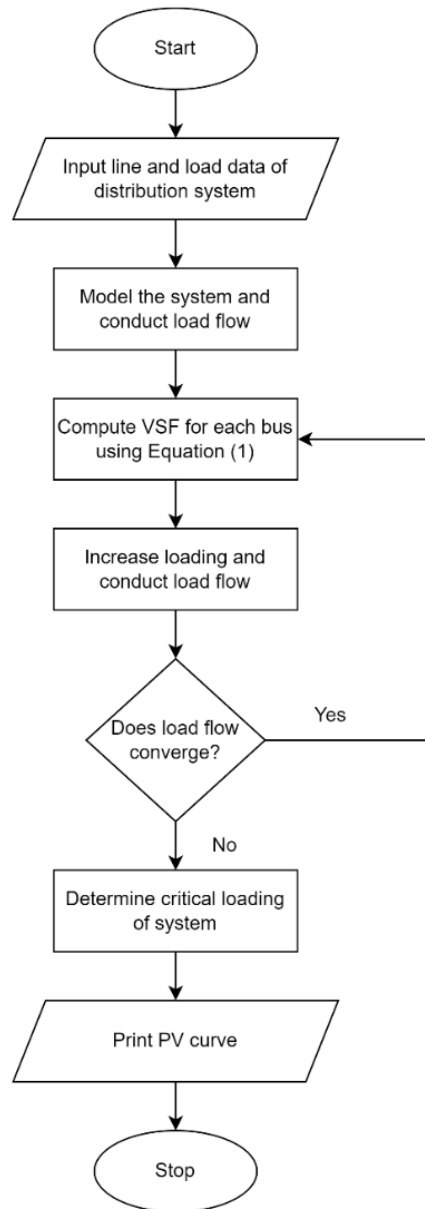 Start
Input line and load data of
distribution system
Model the system and
conduct load flow
Compute VSF for each bus
using Equation (1)
Increase loading and
conduct load flow
Does load flow
converge?
Yes
No
Determine critical loading
of system
Print PV curve
Stop